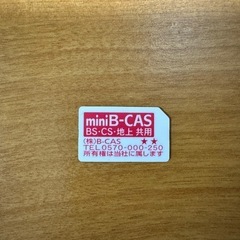 miniB-CAS
BS・CS・地上 共用
(株)B-CAS ★★
TEL0570-000-250
所有権は当社に属します